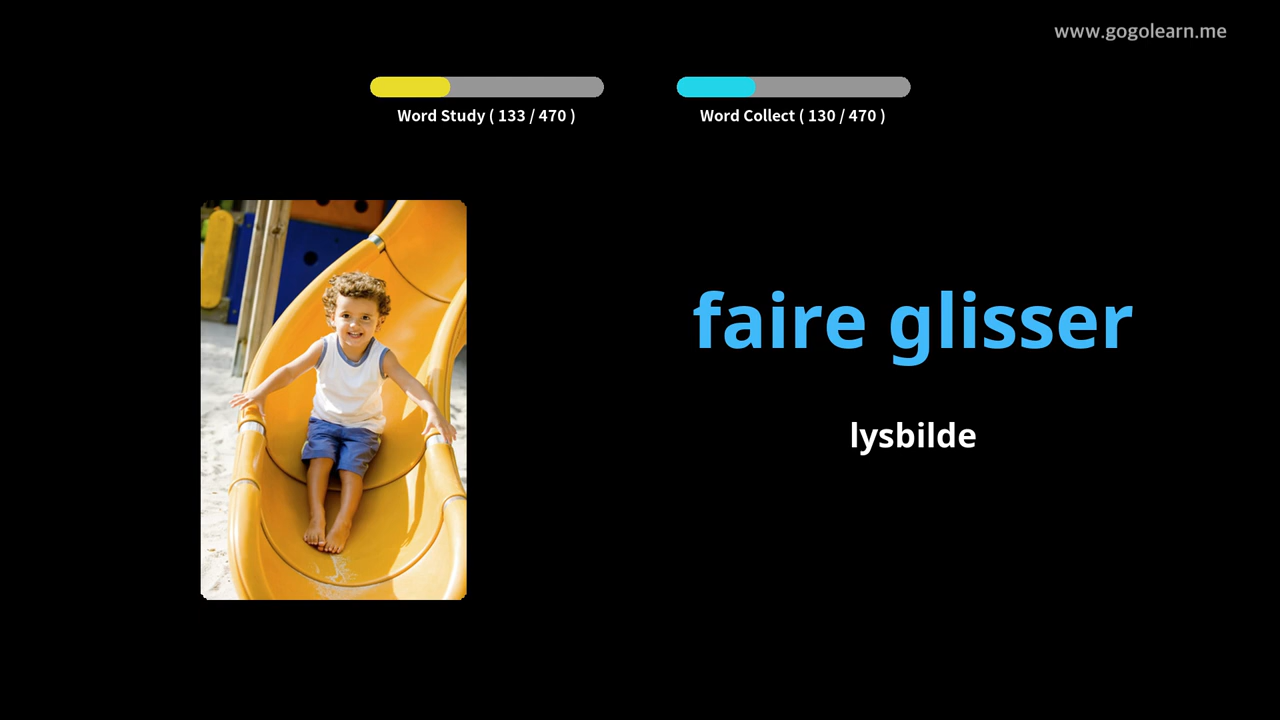 www.gogolearn.me
Word Study ( 133 / 470 )
Word Collect ( 130 / 470 )
faire glisser
lysbilde